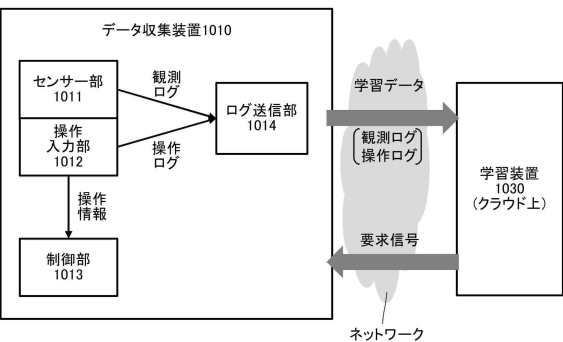 データ収集装置1010
センサー部
1011
操作
入力部
1012
観測
ログ
操作
ログ
ログ送信部
1014
操作
情報
制御部
1013
学習データ
観測ログ
操作ログ
要求信号
ネットワーク
学習装置
1030
(クラウド上)